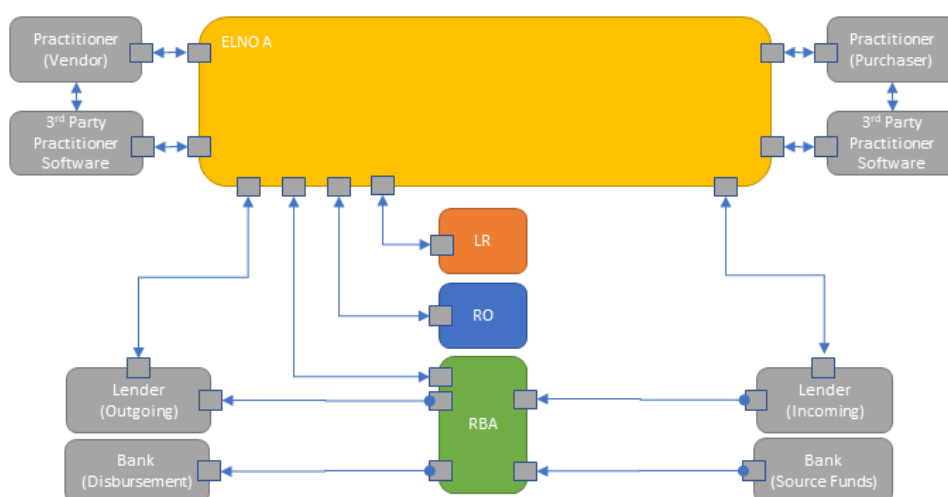 Practitioner
(Vendor)
ELNO A
Practitioner
(Purchaser)
3rd Party
Practitioner
Software
3rd Party
Practitioner
Software
LR
RO
Lender
(Outgoing)
RBA
Lender
(Incoming)
Bank
(Disbursement)
Bank
(Source Funds)